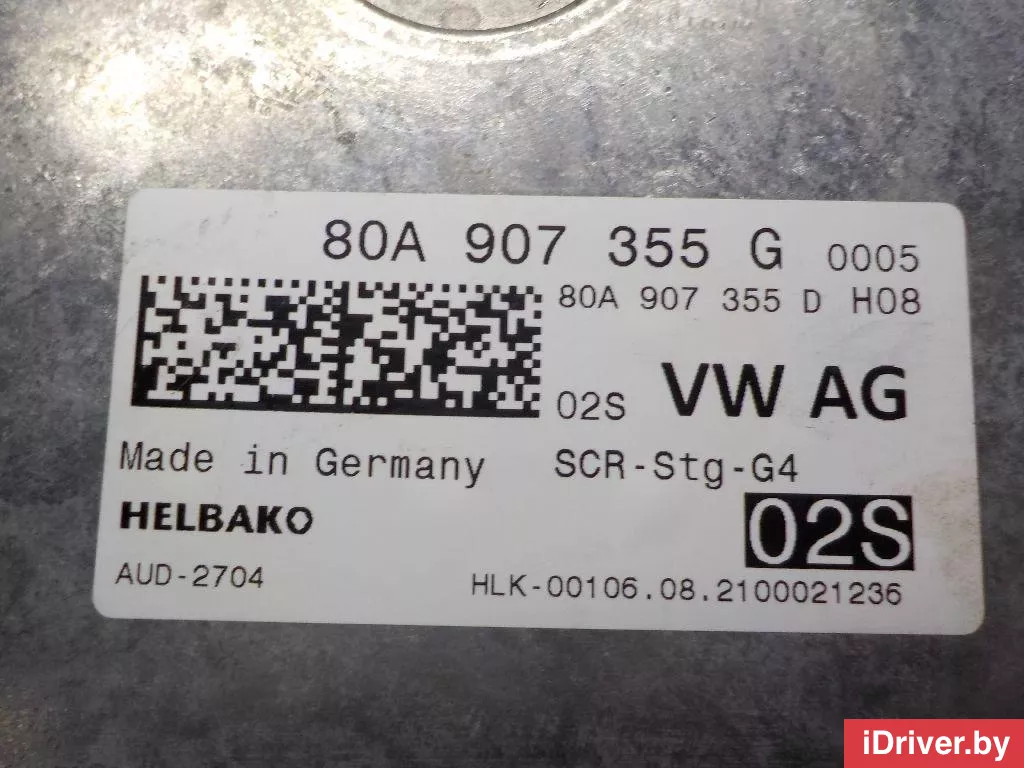 80A 907 355 G 0005
80A 907 355 D H08
02S VW AG
Made in Germany SCR-Stg-G4
HELBAKO 02S
AUD-2704 HLK-00106.08.2100021236
iDriver.by